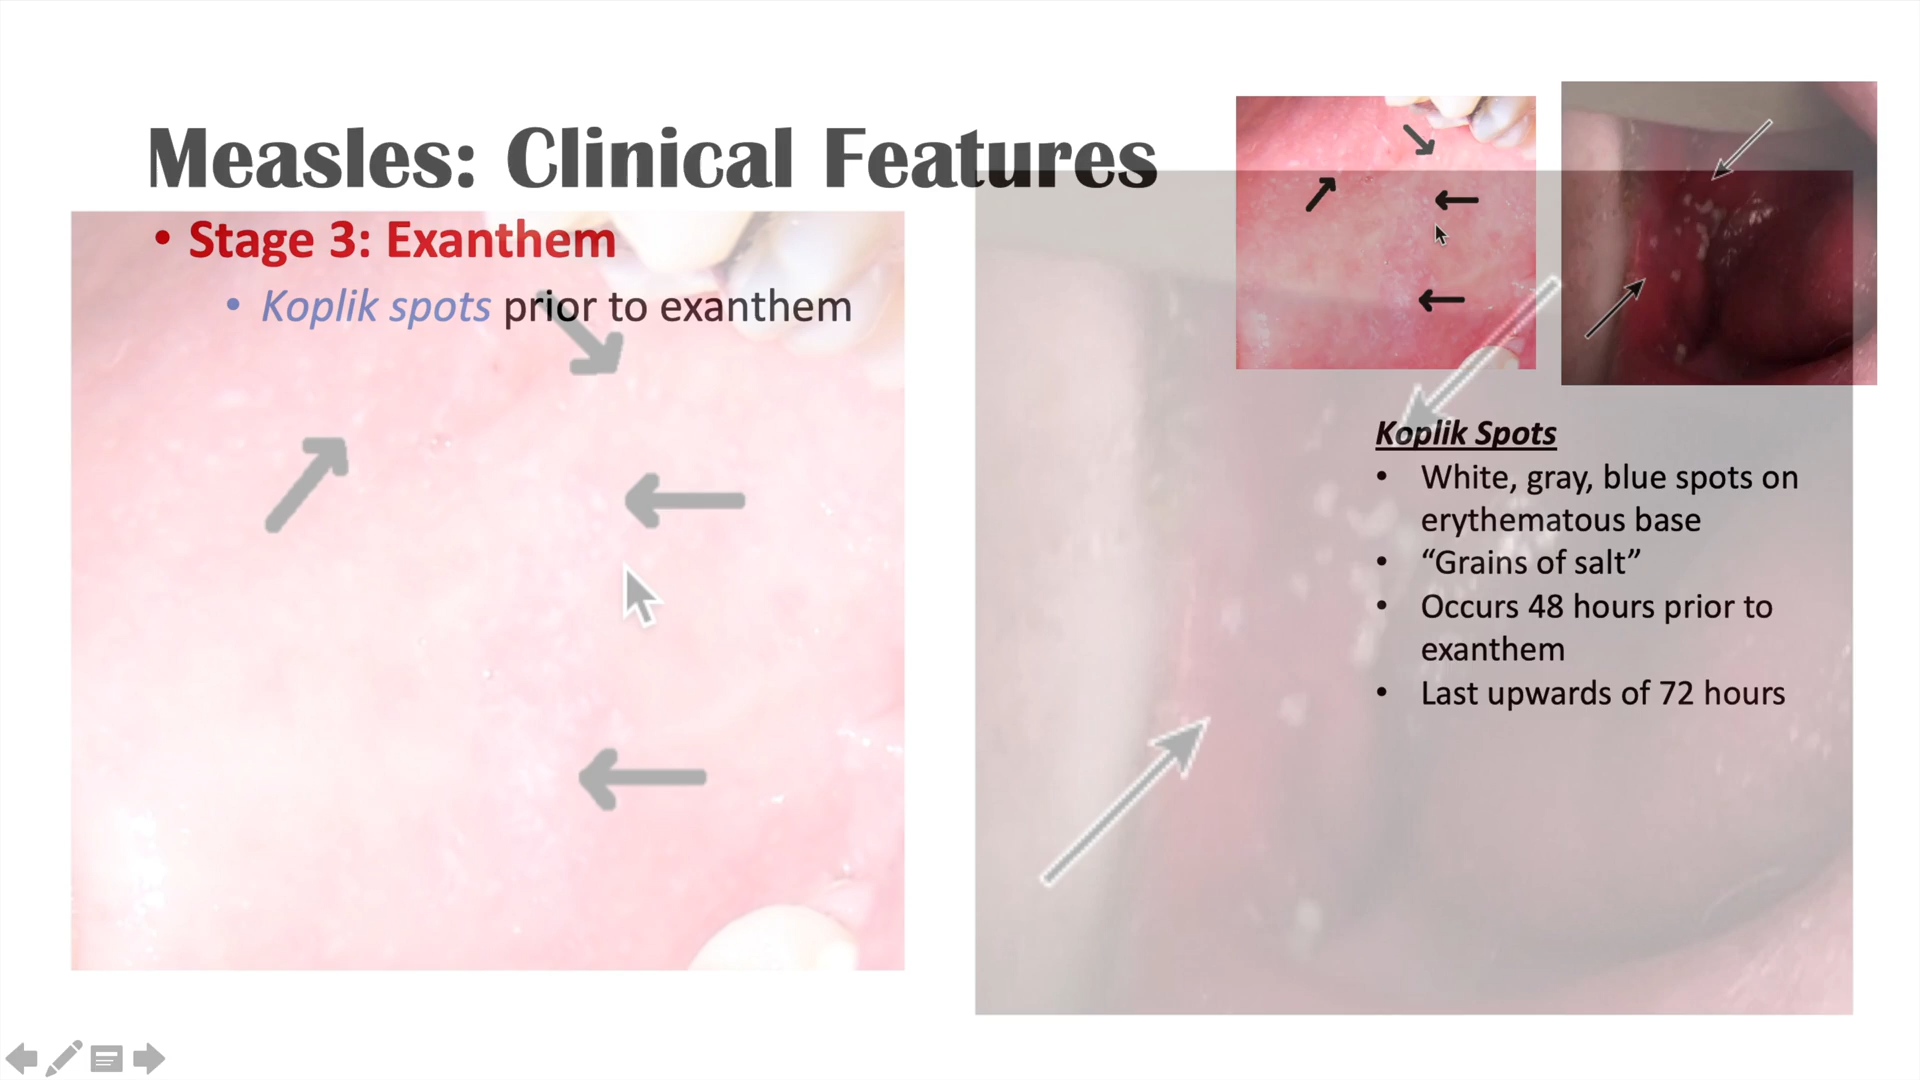 Measles: Clinical Features
• Stage 3: Exanthem
• Koplik spots prior to exanthem
Koplik Spots
• White, gray, blue spots on
erythematous base
• “Grains of salt”
• Occurs 48 hours prior to
exanthem
• Last upwards of 72 hours